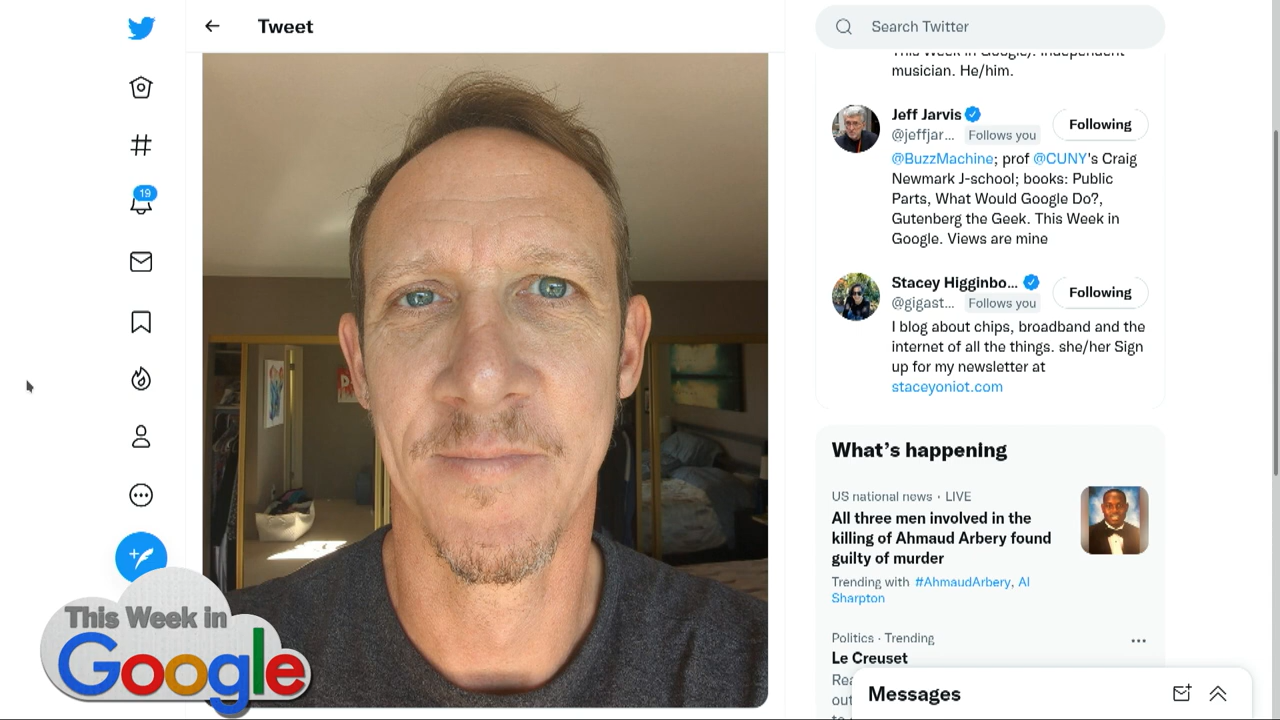 Tweet
Search Twitter
19
This Week in Google). Independent
musician. He/him.
Jeff Jarvis
@jeffjar... Follows you
Following
@BuzzMachine; prof @CUNY's Craig
Newmark J-school; books: Public
Parts, What Would Google Do?,
Gutenberg the Geek. This Week in
Google. Views are mine
Stacey Higginbo...
@gigast... Follows you
Following
I blog about chips, broadband and the
internet of all the things. she/her Sign
up for my newsletter at
staceyoniot.com
What's happening
US national news · LIVE
All three men involved in the
killing of Ahmaud Arbery found
guilty of murder
Trending with #AhmaudArbery, Al
Sharpton
Politics · Trending
Le Creuset
Messages
This Week in
Google